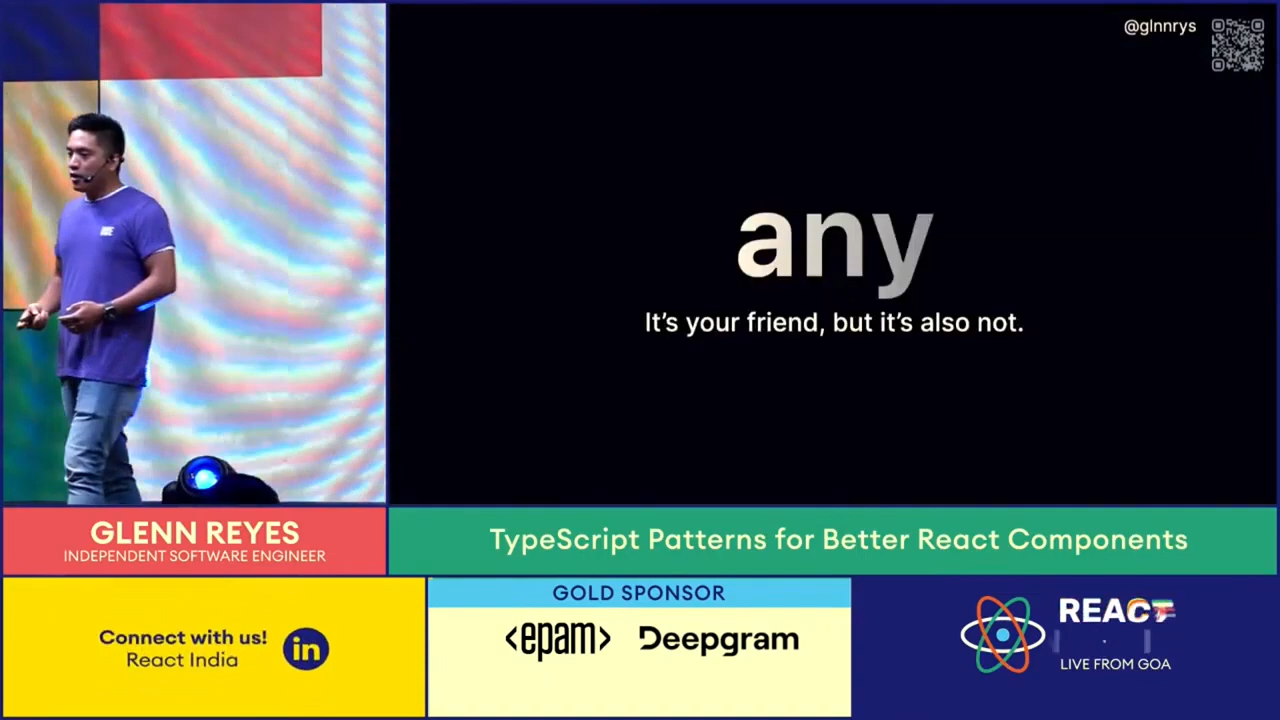 @glnnrys
any
It's your friend, but it's also not.
GLENN REYES
INDEPENDENT SOFTWARE ENGINEER
TypeScript Patterns for Better React Components
Connect with us!
React India
in
GOLD SPONSOR
<epam>
Deepgram
REACT
LIVE FROM GOA